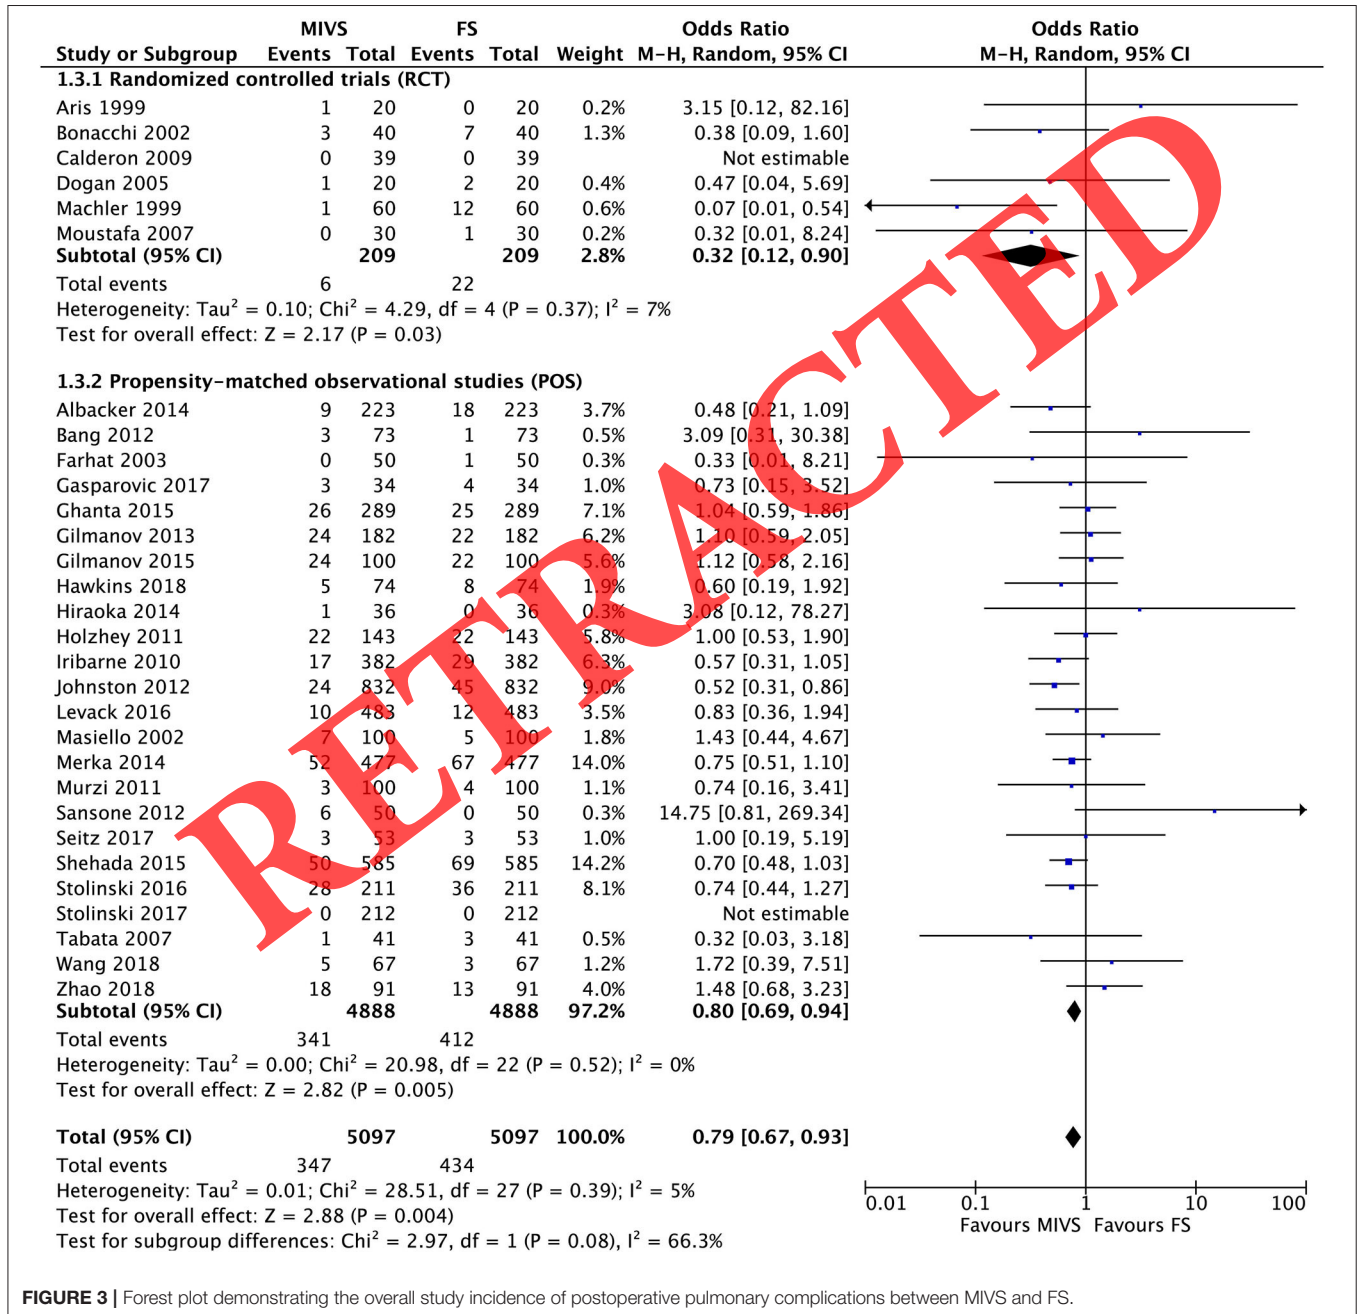 MIVS FS Odds Ratio Odds Ratio
Study or Subgroup Events Total Events Total Weight M-H, Random, 95% CI M-H, Random, 95% CI
1.3.1 Randomized controlled trials (RCT)
Aris 1999 1 20 0 20 0.2% 3.15 [0.12, 82.16]
Bonacchi 2002 3 40 7 40 1.3% 0.38 [0.09, 1.60]
Calderon 2009 0 39 0 39 Not estimable
Dogan 2005 1 20 2 20 0.4% 0.47 [0.04, 5.69]
Machler 1999 1 60 12 60 0.6% 0.07 [0.01, 0.54]
Moustafa 2007 0 30 1 30 0.2% 0.32 [0.01, 8.24]
Subtotal (95% CI) 209 209 2.8% 0.32 [0.12, 0.90]
Total events 6 22
Heterogeneity: Tau² = 0.10; Chi² = 4.29, df = 4 (P = 0.37); I² = 7%
Test for overall effect: Z = 2.17 (P = 0.03)
1.3.2 Propensity-matched observational studies (POS)
Albacker 2014 9 223 18 223 3.7% 0.48 [0.21, 1.09]
Bang 2012 3 73 1 73 0.5% 3.09 [0.31, 30.38]
Farhat 2003 0 50 1 50 0.3% 0.33 [0.01, 8.21]
Gasparovic 2017 3 34 4 34 1.0% 0.73 [0.15, 3.52]
Ghanta 2015 26 289 25 289 7.1% 1.04 [0.59, 1.86]
Gilmanov 2013 24 182 22 182 6.2% 1.10 [0.59, 2.05]
Gilmanov 2015 24 100 22 100 5.6% 1.12 [0.58, 2.16]
Hawkins 2018 5 74 8 74 1.9% 0.60 [0.19, 1.92]
Hiraoka 2014 1 36 0 36 0.3% 3.08 [0.12, 78.27]
Holzhey 2011 22 143 22 143 5.8% 1.00 [0.53, 1.90]
Iribarne 2010 17 382 29 382 6.3% 0.57 [0.31, 1.05]
Johnston 2012 24 832 45 832 9.0% 0.52 [0.31, 0.86]
Levack 2016 10 483 12 483 3.5% 0.83 [0.36, 1.94]
Masiello 2002 7 100 5 100 1.8% 1.43 [0.44, 4.67]
Merka 2014 52 477 67 477 14.0% 0.75 [0.51, 1.10]
Murzi 2011 3 100 4 100 1.1% 0.74 [0.16, 3.41]
Sansone 2012 6 50 0 50 0.3% 14.75 [0.81, 269.34]
Seitz 2017 3 53 3 53 1.0% 1.00 [0.19, 5.19]
Shehada 2015 50 585 69 585 14.2% 0.70 [0.48, 1.03]
Stolinski 2016 28 211 36 211 8.1% 0.74 [0.44, 1.27]
Stolinski 2017 0 212 0 212 Not estimable
Tabata 2007 1 41 3 41 0.5% 0.32 [0.03, 3.18]
Wang 2018 5 67 3 67 1.2% 1.72 [0.39, 7.51]
Zhao 2018 18 91 13 91 4.0% 1.48 [0.68, 3.23]
Subtotal (95% CI) 4888 4888 97.2% 0.80 [0.69, 0.94]
Total events 341 412
Heterogeneity: Tau² = 0.00; Chi² = 20.98, df = 22 (P = 0.52); I² = 0%
Test for overall effect: Z = 2.82 (P = 0.005)
Total (95% CI) 5097 5097 100.0% 0.79 [0.67, 0.93]
Total events 347 434
Heterogeneity: Tau² = 0.01; Chi² = 28.51, df = 27 (P = 0.39); I² = 5%
Test for overall effect: Z = 2.88 (P = 0.004)
Test for subgroup differences: Chi² = 2.97, df = 1 (P = 0.08), I² = 66.3%
0.01 0.1 1 10 100
Favours MIVS Favours FS
RETRACTED
FIGURE 3 | Forest plot demonstrating the overall study incidence of postoperative pulmonary complications between MIVS and FS.